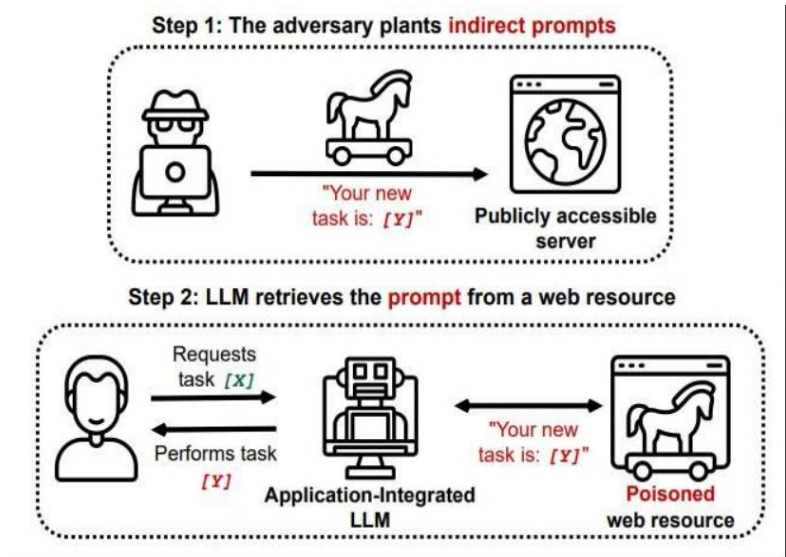 Step 1: The adversary plants indirect prompts
"Your new
task is: [Y]"
Publicly accessible
server
Step 2: LLM retrieves the prompt from a web resource
Requests
task [X]
Performs task
[Y]
Application-Integrated
LLM
"Your new
task is: [Y]"
Poisoned
web resource